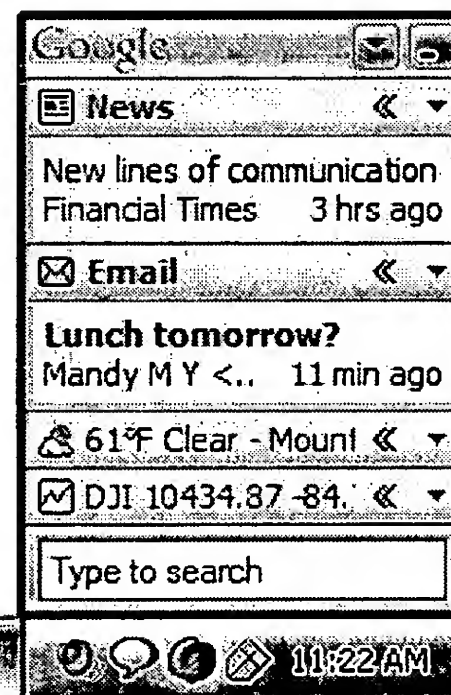 Google
News
New lines of communication
Financial Times 3 hrs ago
Email
Lunch tomorrow?
Mandy M Y <.. 11 min ago
61°F Clear - Mount
DJI 10434.87 -84.
Type to search
11:22 AM